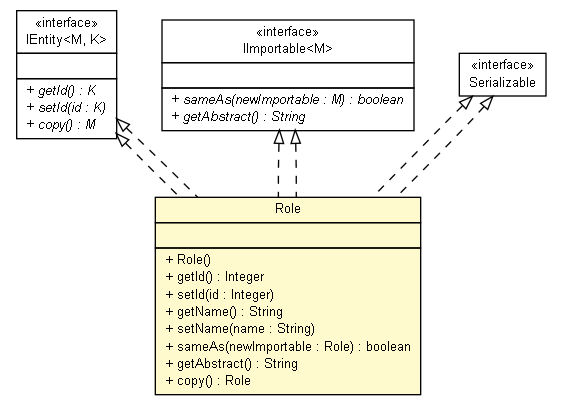 «interface»
IEntity<M, K>
+ getId() : K
+ setId(id : K)
+ copy() : M
«interface»
IImportable<M>
+ sameAs(newImportable : M) : boolean
+ getAbstract() : String
«interface»
Serializable
Role
+ Role()
+ getId() : Integer
+ setId(id : Integer)
+ getName() : String
+ setName(name : String)
+ sameAs(newImportable : Role) : boolean
+ getAbstract() : String
+ copy() : Role